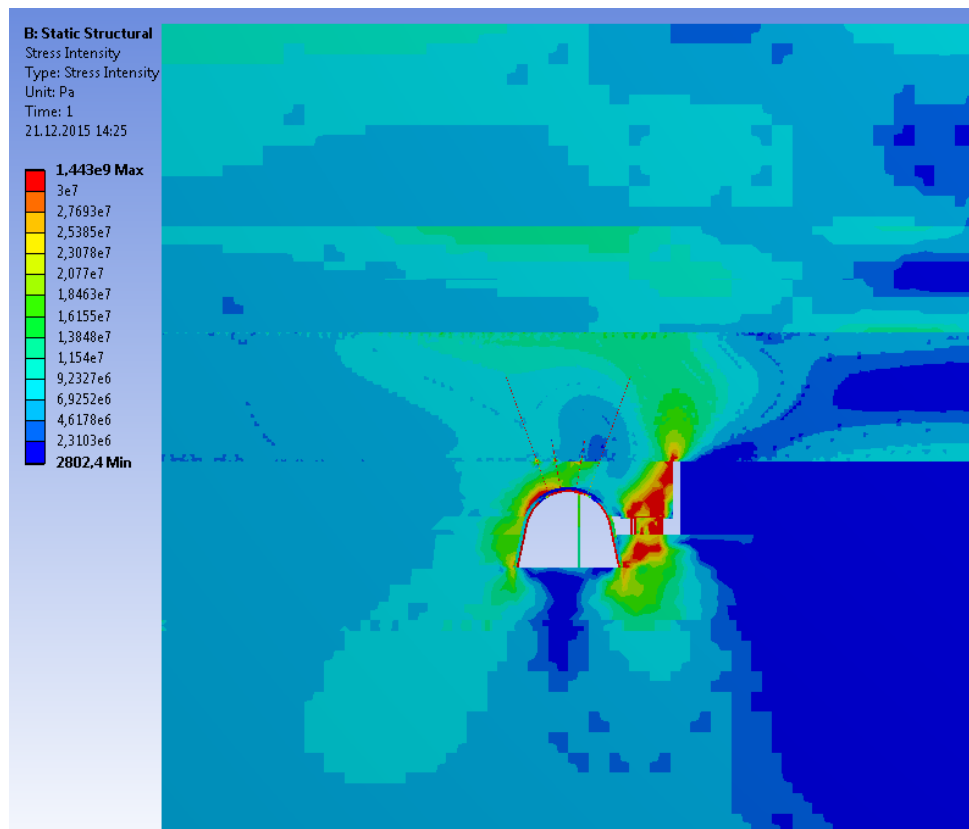 B: Static Structural
Stress Intensity
Type: Stress Intensity
Unit: Pa
Time: 1
21.12.2015 14:25
1,443e9 Max
3e7
2,7693e7
2,5385e7
2,3078e7
2,077e7
1,8463e7
1,6155e7
1,3848e7
1,154e7
9,2327e6
6,9252e6
4,6178e6
2,3103e6
2802,4 Min